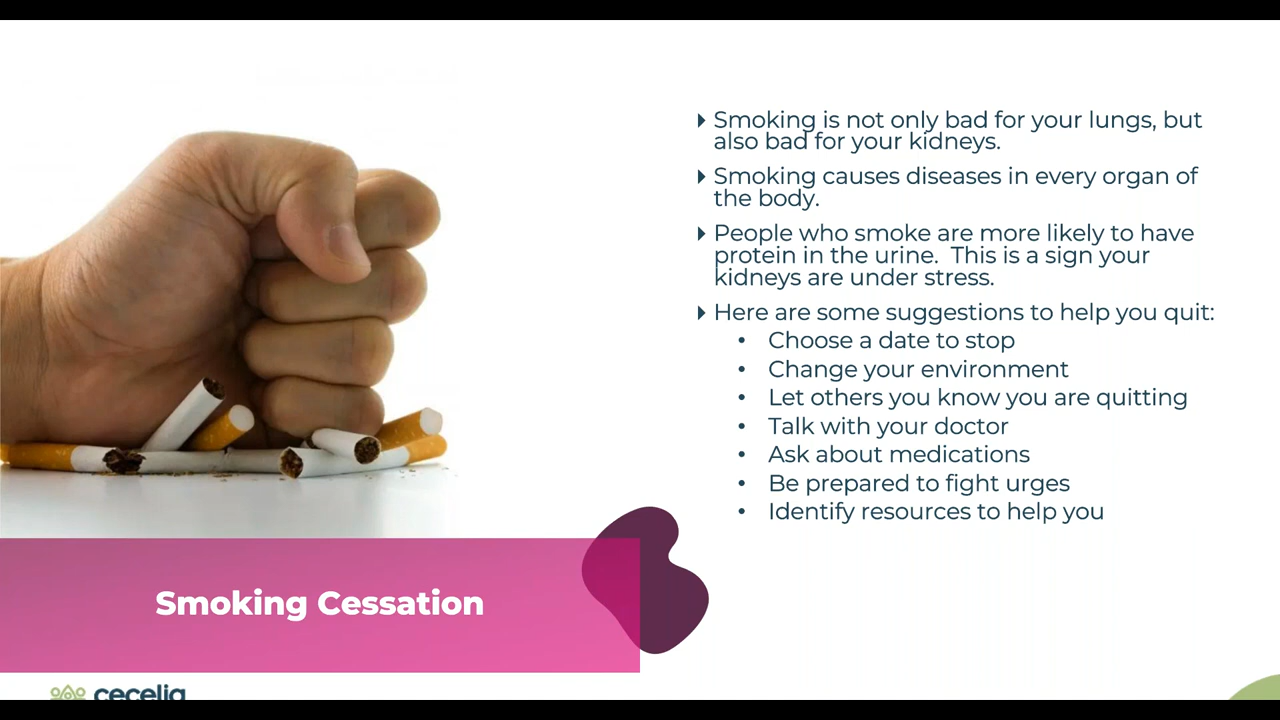 Smoking is not only bad for your lungs, but
also bad for your kidneys.
Smoking causes diseases in every organ of
the body.
People who smoke are more likely to have
protein in the urine.  This is a sign your
kidneys are under stress.
Here are some suggestions to help you quit:
• Choose a date to stop
• Change your environment
• Let others you know you are quitting
• Talk with your doctor
• Ask about medications
• Be prepared to fight urges
• Identify resources to help you
Smoking Cessation
cecelia